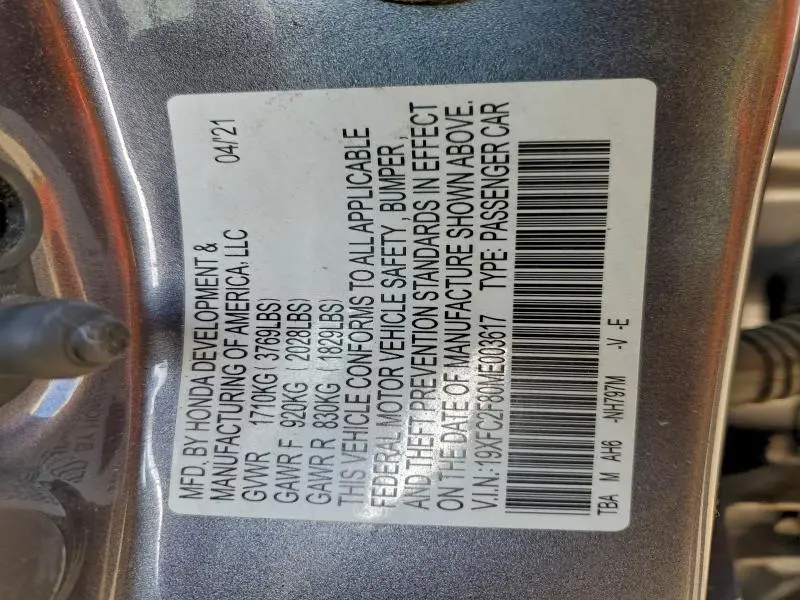 MFD. BY HONDA DEVELOPMENT &
MANUFACTURING OF AMERICA, LLC 04/'21
GVWR 1710KG ( 3769LBS)
GAWR F 920KG ( 2028LBS)
GAWR R 830KG ( 1829LBS)
THIS VEHICLE CONFORMS TO ALL APPLICABLE
FEDERAL MOTOR VEHICLE SAFETY , BUMPER ,
AND THEFT PREVENTION STANDARDS IN EFFECT
ON THE DATE OF MANUFACTURE SHOWN ABOVE.
V.I.N:19XFC2F80ME003617 TYPE: PASSENGER CAR
TBA M AH6 -NH797M -V -E